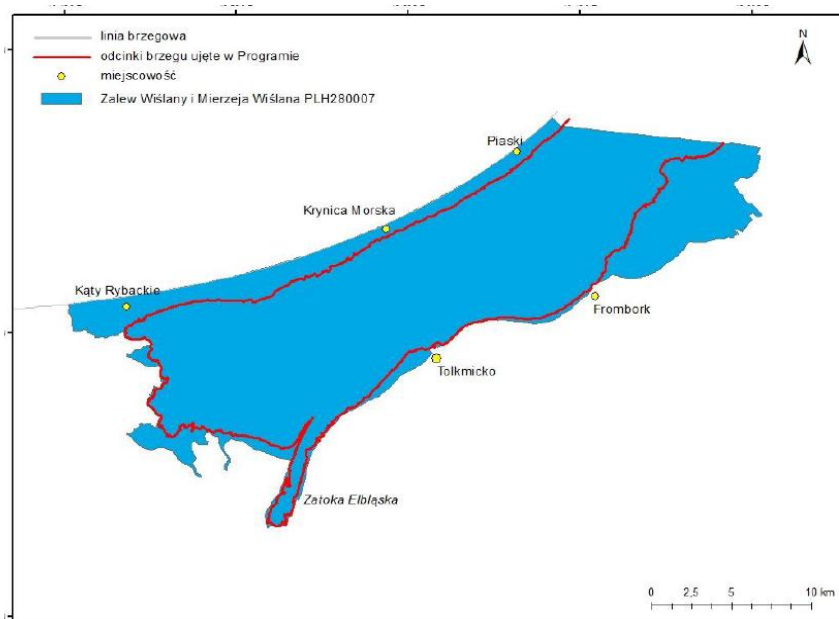 linia brzegowa
odcinki brzegu ujęte w Programie
miejscowość
Zalew Wiślany i Mierzeja Wiślana PLH280007
N
Piaski
Krynica Morska
Kąty Rybackie
Frombork
Tolkmicko
Zatoka Elbląska
0 2,5 5 10 km